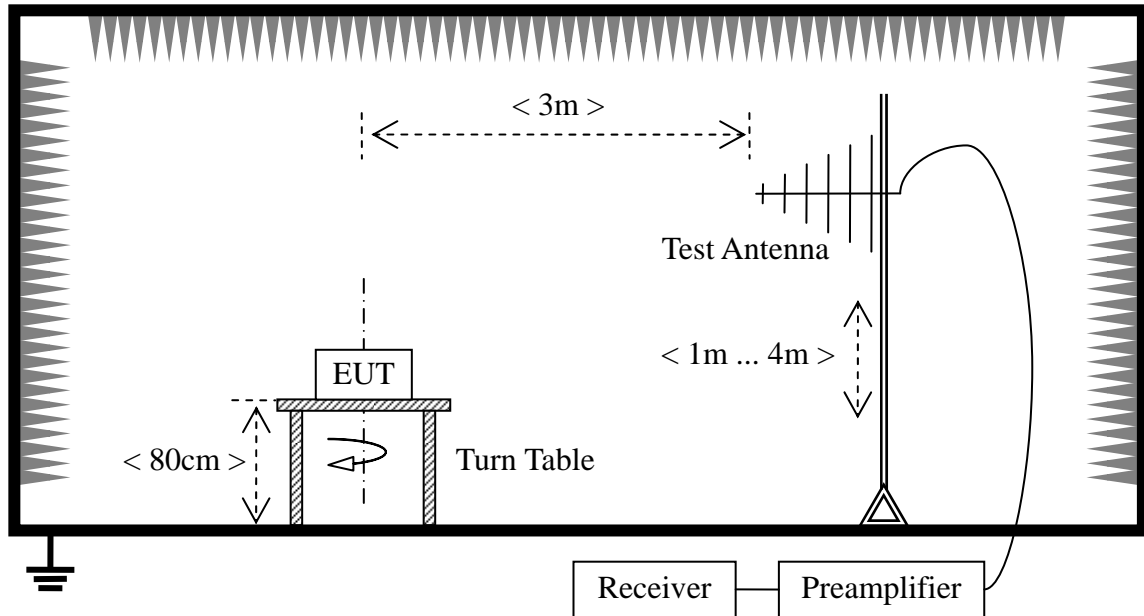 < 3m >
Test Antenna
< 1m ... 4m >
EUT
< 80cm >
Turn Table
Receiver
Preamplifier